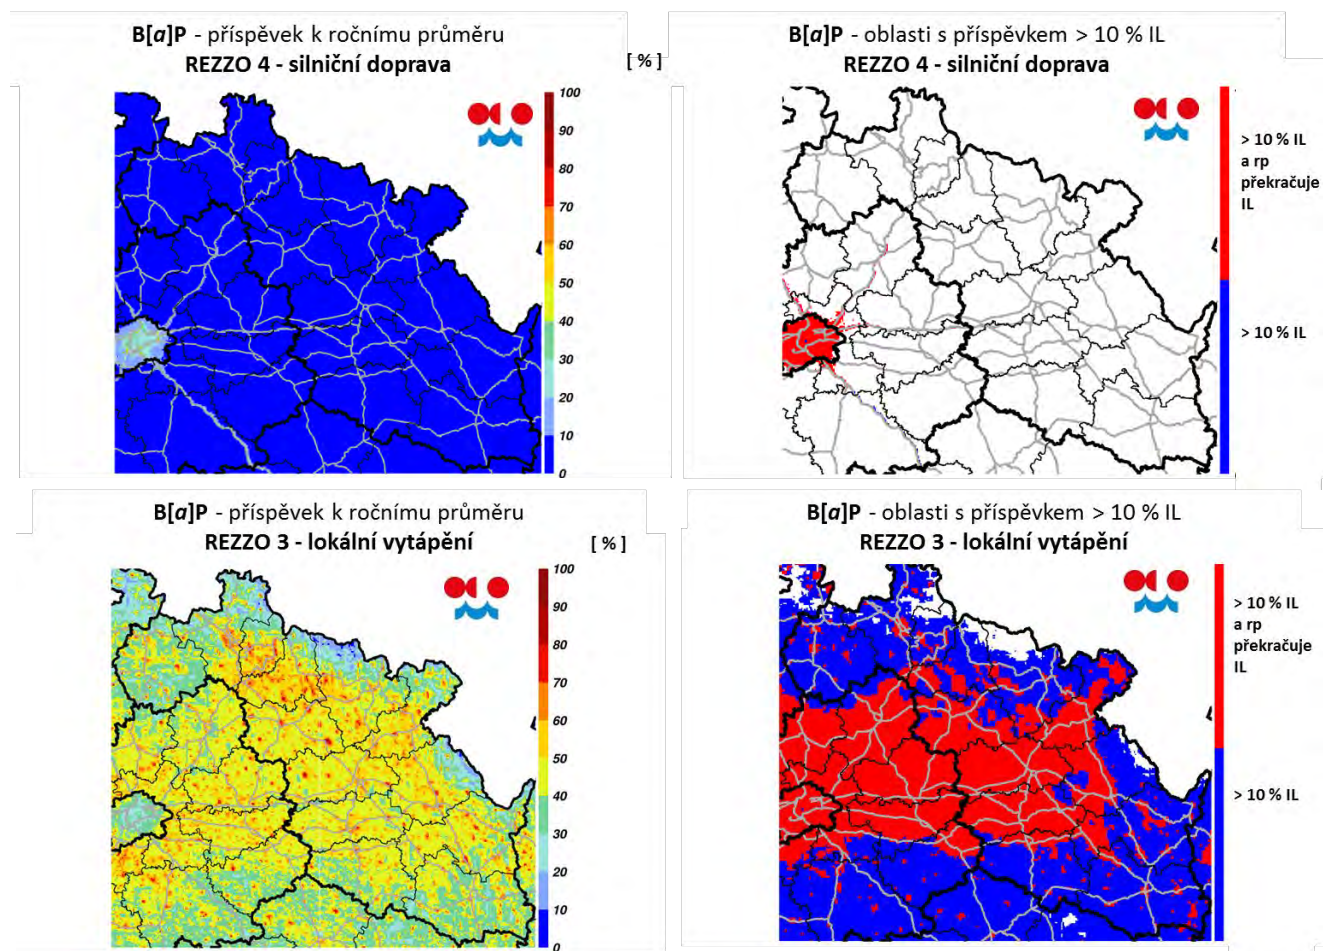 B[a]P - příspěvek k ročnímu průměru
REZZO 4 - silniční doprava
[ % ]
100
90
80
70
60
50
40
30
20
10
0
B[a]P - oblasti s příspěvkem > 10 % IL
REZZO 4 - silniční doprava
> 10 % IL
a rp
překračuje
IL
> 10 % IL
B[a]P - příspěvek k ročnímu průměru
REZZO 3 - lokální vytápění
[ % ]
100
90
80
70
60
50
40
30
20
10
0
B[a]P - oblasti s příspěvkem > 10 % IL
REZZO 3 - lokální vytápění
> 10 % IL
a rp
překračuje
IL
> 10 % IL